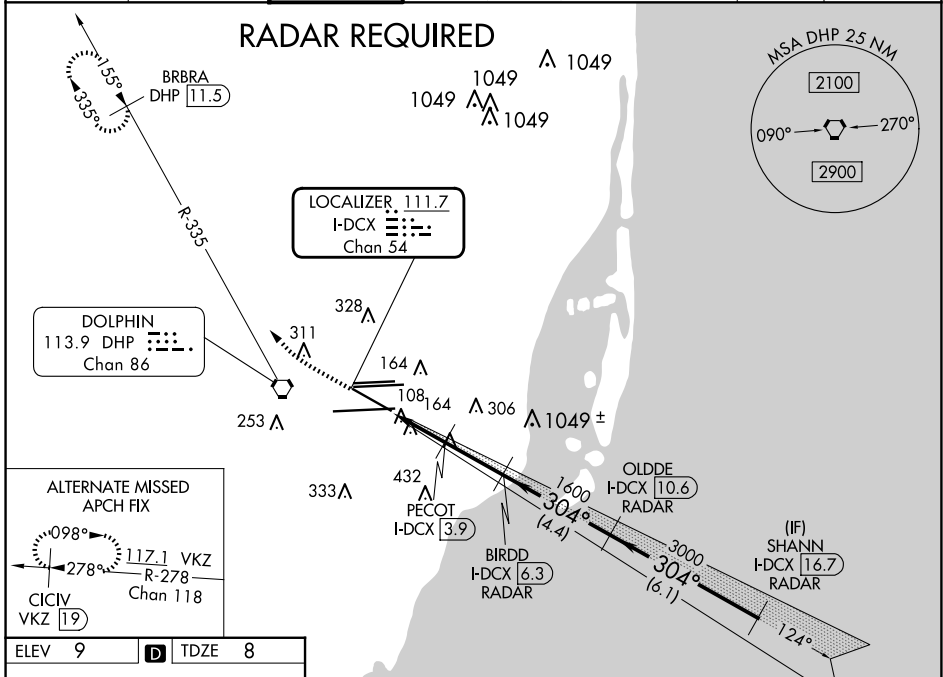 RADAR REQUIRED
MSA DHP 25 NM
2100
090°
270°
2900
1049
1049
1049
1049
155°
335°
BRBRA
DHP 11.5
R-335
LOCALIZER 111.7
I-DCX
Chan 54
DOLPHIN
113.9 DHP
Chan 86
311
328
164
253
108
164
306
1049 ±
333
432
PECOT
I-DCX 3.9
BIRDD
I-DCX 6.3
RADAR
1600
304°
(4.4)
OLDDE
I-DCX 10.6
RADAR
3000
304°
(6.1)
(IF)
SHANN
I-DCX 16.7
RADAR
124°
ALTERNATE MISSED
APCH FIX
098°
278°
117.1 VKZ
R-278
Chan 118
CICIV
VKZ 19
ELEV 9 D TDZE 8